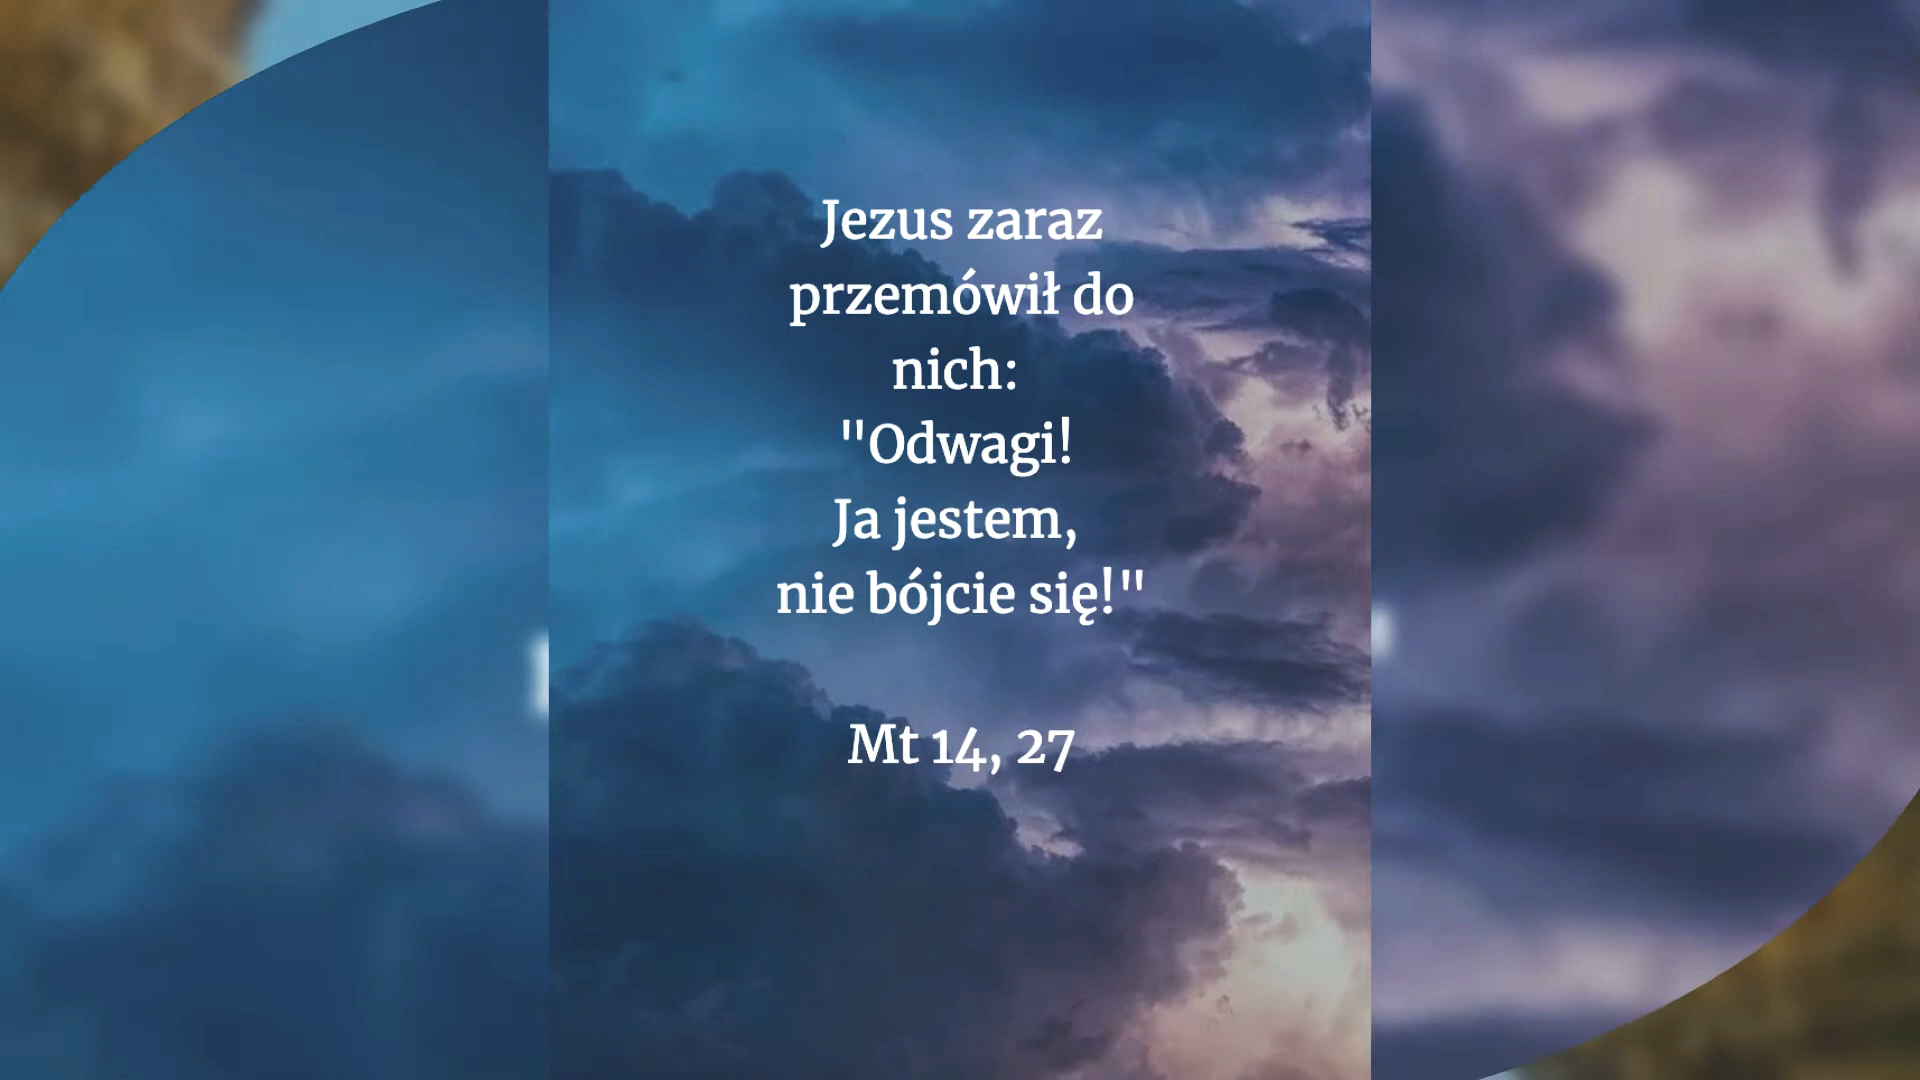 Jezus zaraz
przemówił do
nich:
"Odwagi!
Ja jestem,
nie bójcie się!"
Mt 14, 27